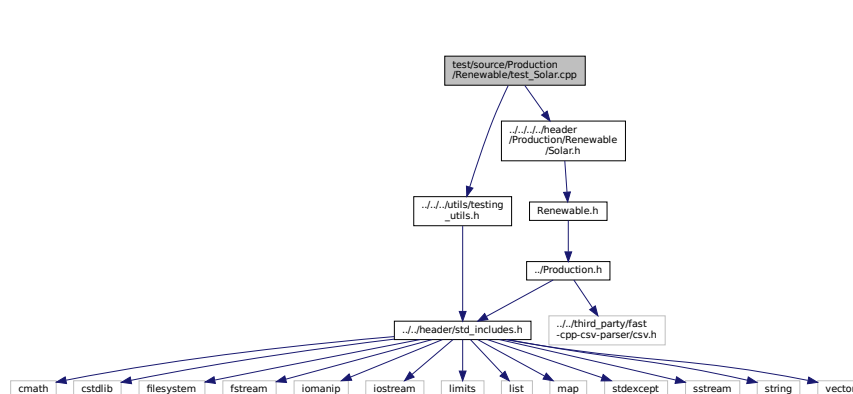 test/source/Production
/Renewable/test_Solar.cpp
../../../../header
/Production/Renewable
/Solar.h
../../../utils/testing
_utils.h
Renewable.h
../Production.h
../../header/std_includes.h
../../third_party/fast
-cpp-csv-parser/csv.h
cmath
cstdlib
filesystem
fstream
iomanip
iostream
limits
list
map
stdexcept
sstream
string
vector